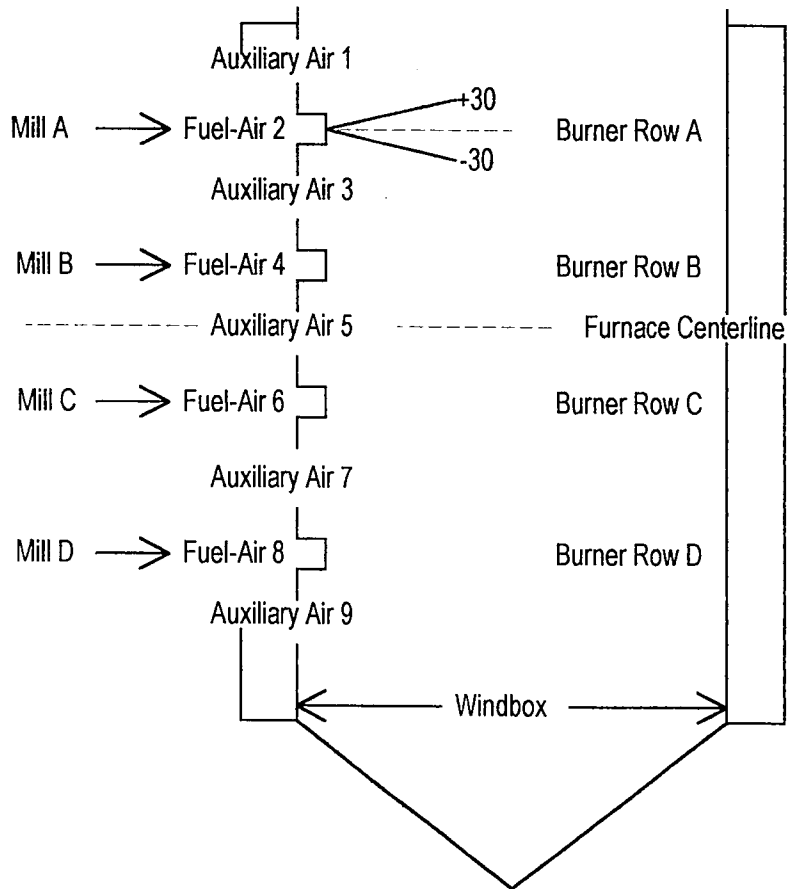 Auxiliary Air 1
+30
Mill A Fuel-Air 2 Burner Row A
-30
Auxiliary Air 3
Mill B Fuel-Air 4 Burner Row B
Auxiliary Air 5 Furnace Centerline
Mill C Fuel-Air 6 Burner Row C
Auxiliary Air 7
Mill D Fuel-Air 8 Burner Row D
Auxiliary Air 9
Windbox